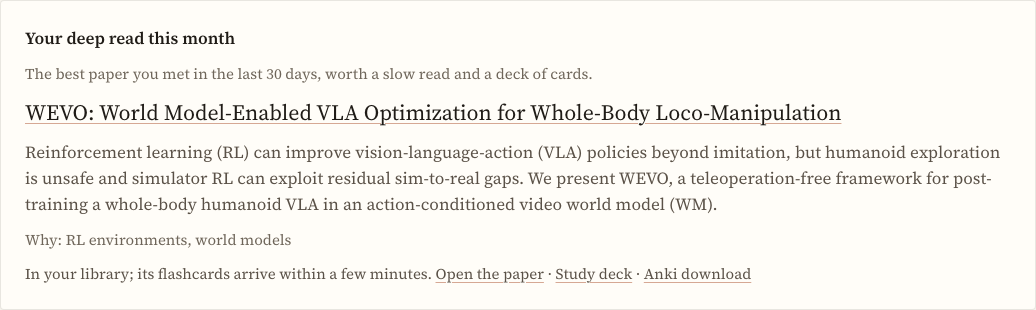 Your deep read this month
The best paper you met in the last 30 days, worth a slow read and a deck of cards.
WEVO: World Model-Enabled VLA Optimization for Whole-Body Loco-Manipulation
Reinforcement learning (RL) can improve vision-language-action (VLA) policies beyond imitation, but humanoid exploration
is unsafe and simulator RL can exploit residual sim-to-real gaps. We present WEVO, a teleoperation-free framework for post-
training a whole-body humanoid VLA in an action-conditioned video world model (WM).
Why: RL environments, world models
In your library; its flashcards arrive within a few minutes. Open the paper · Study deck · Anki download